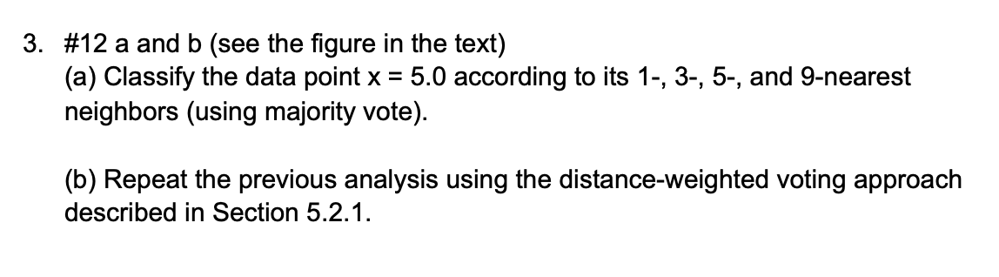 3. #12 a and b (see the figure in the text)
(a) Classify the data point x = 5.0 according to its 1-, 3-, 5-, and 9-nearest
neighbors (using majority vote).
(b) Repeat the previous analysis using the distance-weighted voting approach
described in Section 5.2.1.